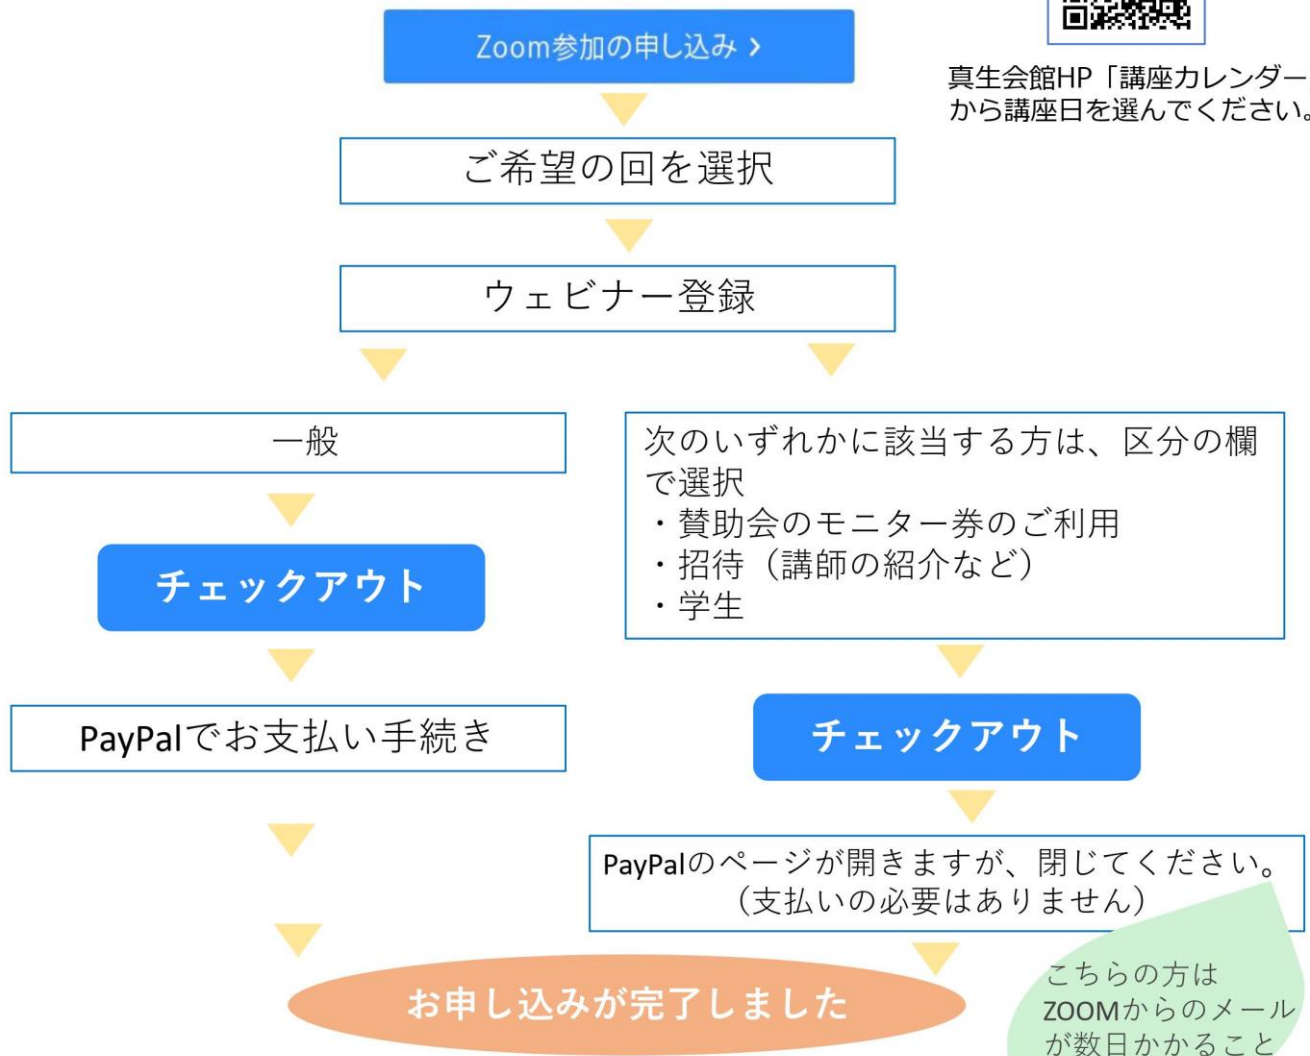 Zoom参加の申し込み >
真生会館HP「講座カレンダー
から講座日を選んでください。
ご希望の回を選択
ウェビナー登録
一般
チェックアウト
PayPalでお支払い手続き
次のいずれかに該当する方は、区分の欄
で選択
・賛助会のモニター券のご利用
・招待（講師の紹介など）
・学生
チェックアウト
PayPalのページが開きますが、閉じてください。
（支払いの必要はありません）
お申し込みが完了しました
こちらの方は
ZOOMからのメール
が数日かかること